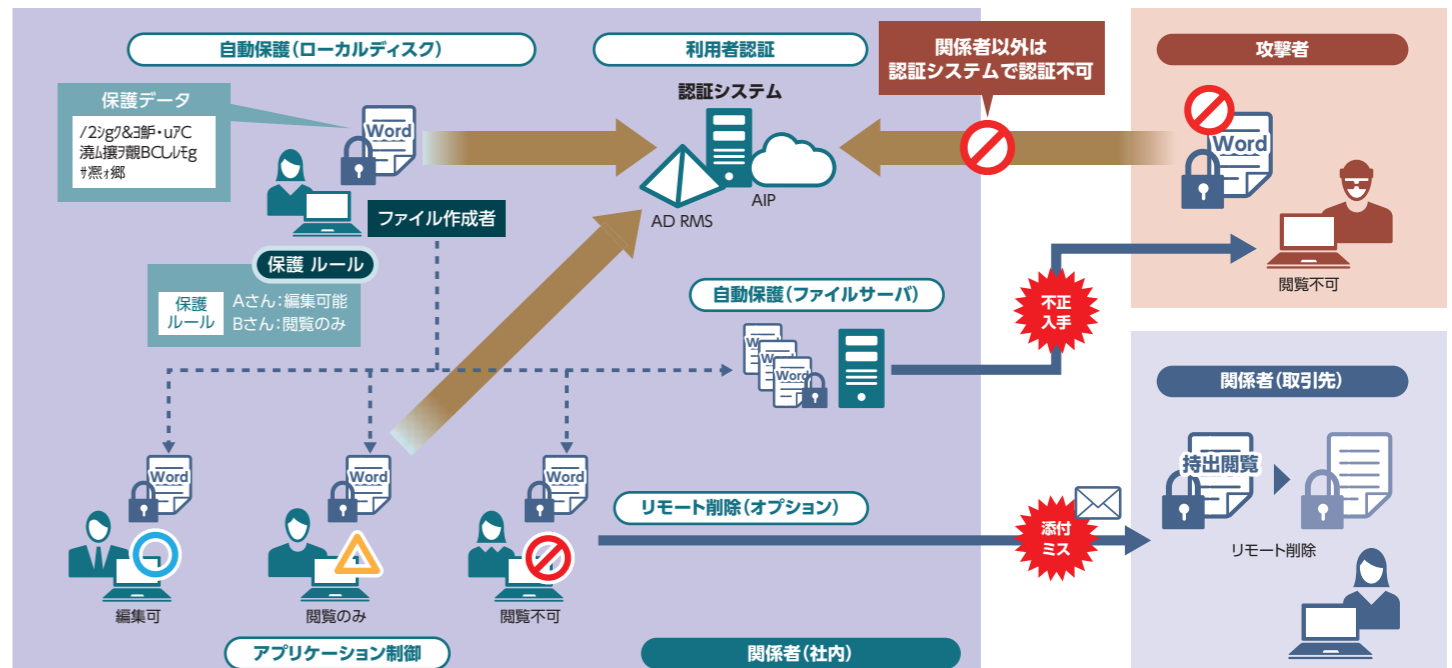 自動保護(ローカルディスク)
利用者認証
関係者以外は
認証システムで認証不可
攻撃者
保護データ
Word
認証システム
AD RMS
AIP
Word
閲覧不可
ファイル作成者
保護 ルール
保護
ルール
Aさん:編集可能
Bさん:閲覧のみ
自動保護(ファイルサーバ)
不正
入手
Word
関係者(取引先)
持出閲覧
リモート削除
Word
Word
Word
リモート削除(オプション)
添付
ミス
編集可
閲覧のみ
閲覧不可
アプリケーション制御
関係者(社内)